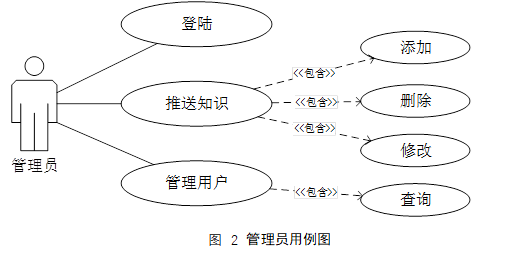 登陆
添加
<<包含>>
推送知识
<<包含>>
删除
<<包含>>
管理员
修改
管理用户
<<包含>>
查询
图 2 管理员用例图